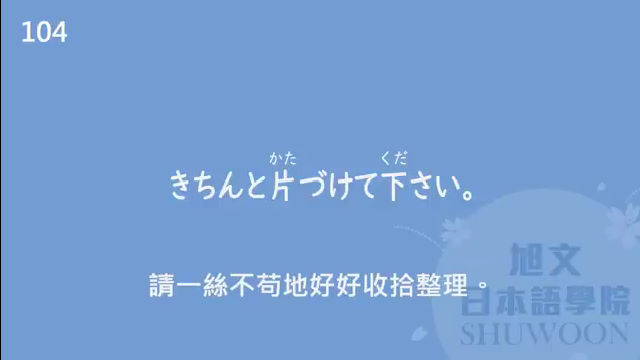 104
かた くだ
きちんと片づけて下さい。
請一絲不苟地好好收拾整理。
旭文
日本語學院
SHUWOON